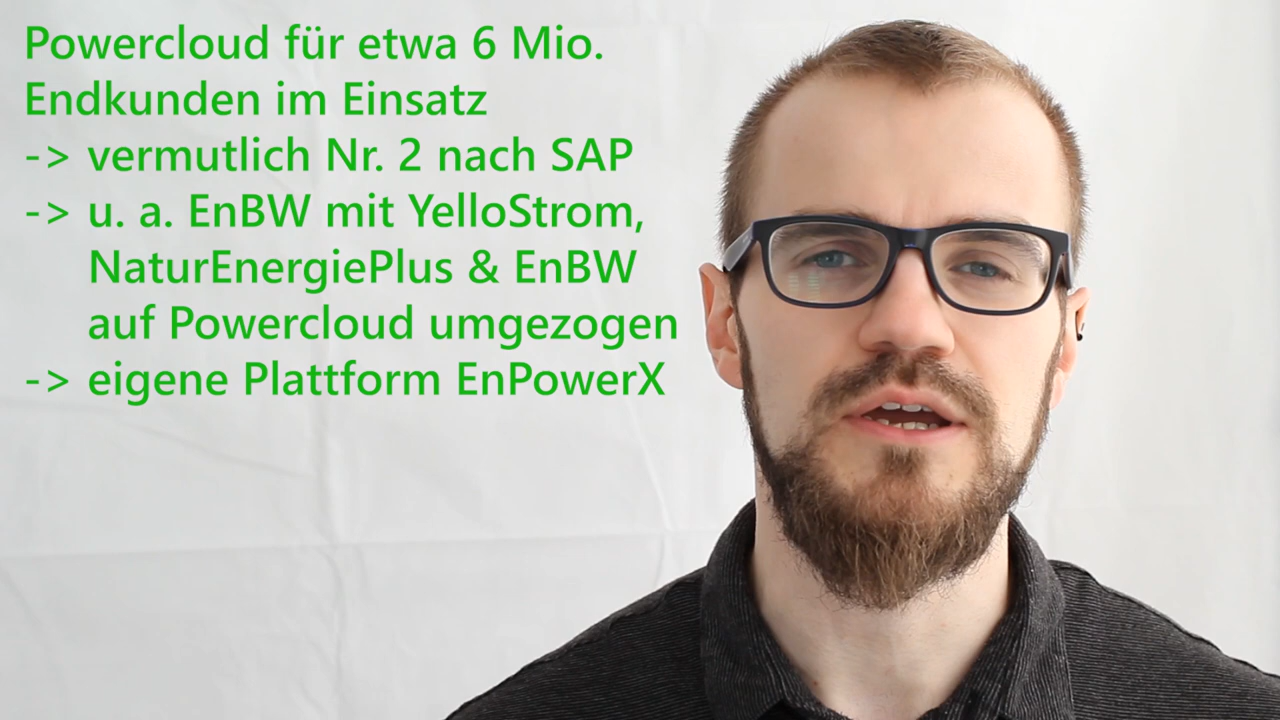 Powercloud für etwa 6 Mio.
Endkunden im Einsatz
-> vermutlich Nr. 2 nach SAP
-> u. a. EnBW mit YelloStrom,
NaturEnergiePlus & EnBW
auf Powercloud umgezogen
-> eigene Plattform EnPowerX